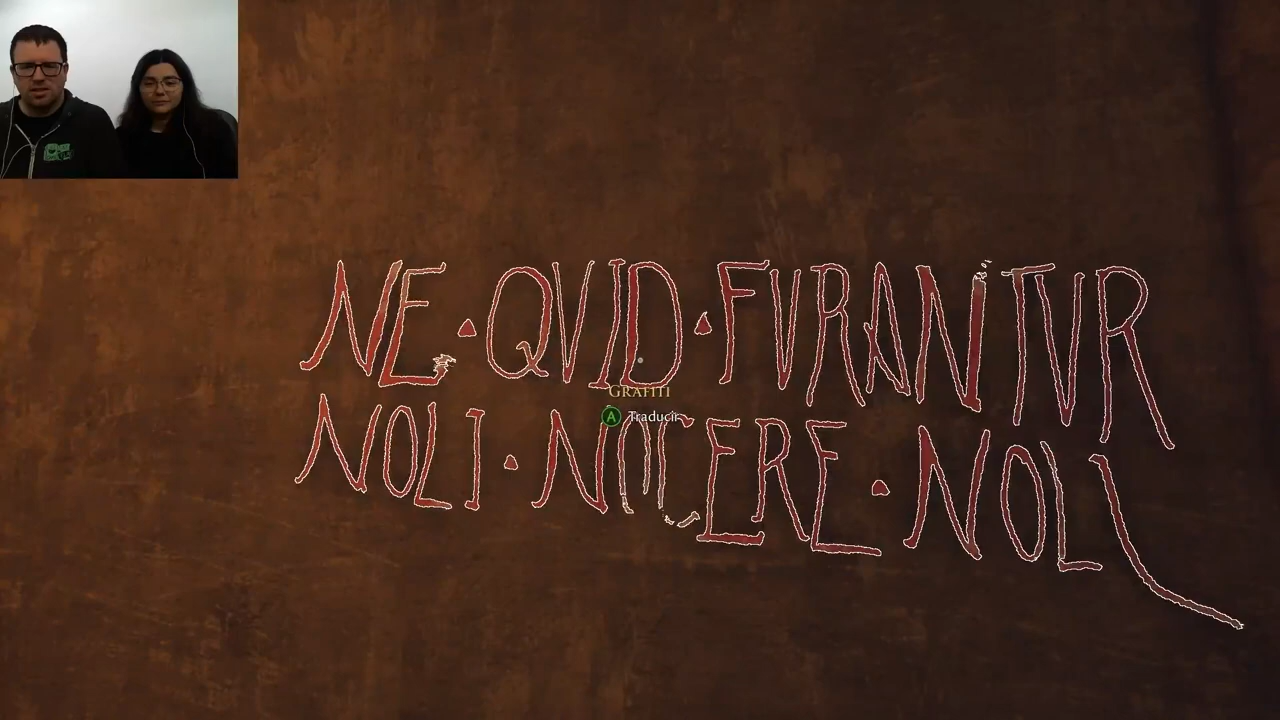 NE · QVID · FVRANTVR
GRAFITI
A Traducir
NOLI · NOCERE · NOLI